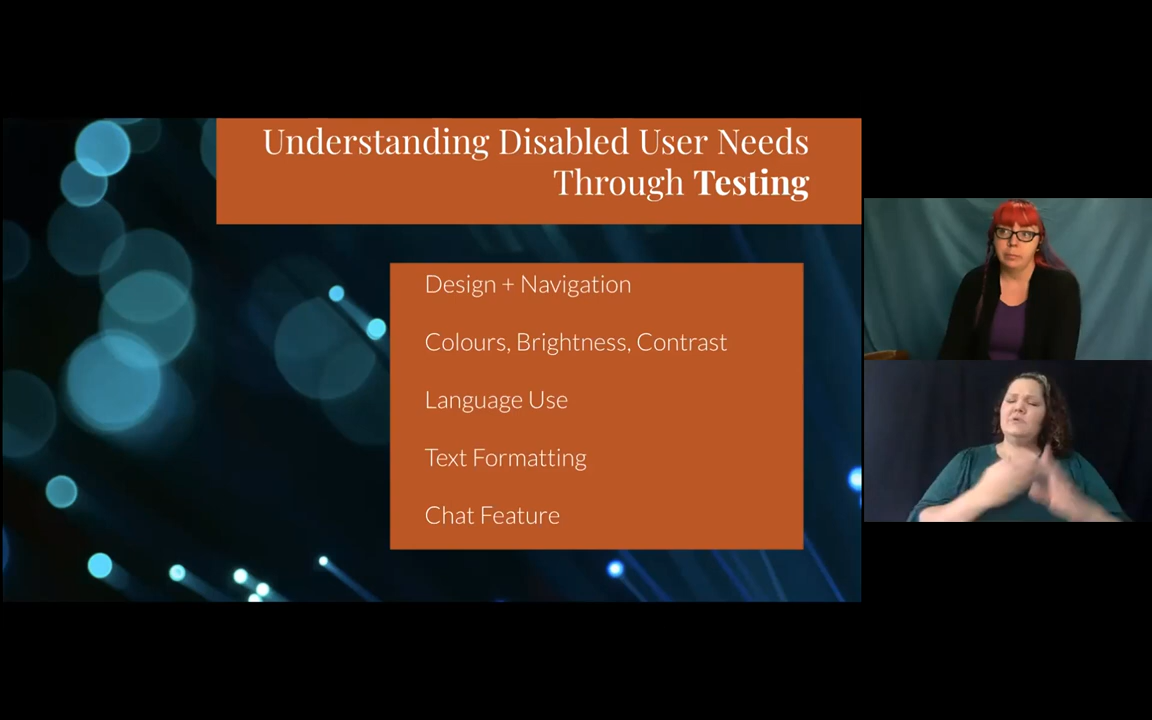 Understanding Disabled User Needs
Through Testing
Design + Navigation
Colours, Brightness, Contrast
Language Use
Text Formatting
Chat Feature